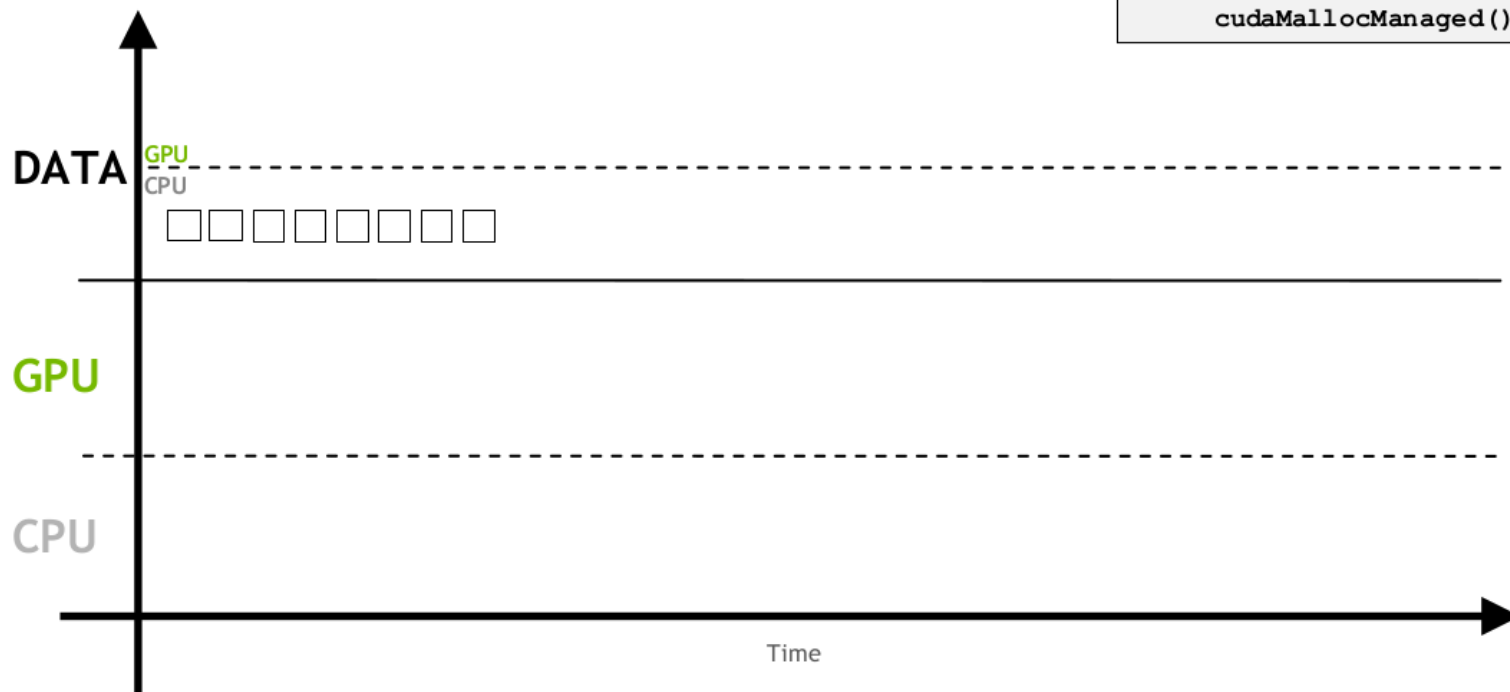 cudaMallocManaged()
DATA
GPU
CPU
GPU
CPU
Time